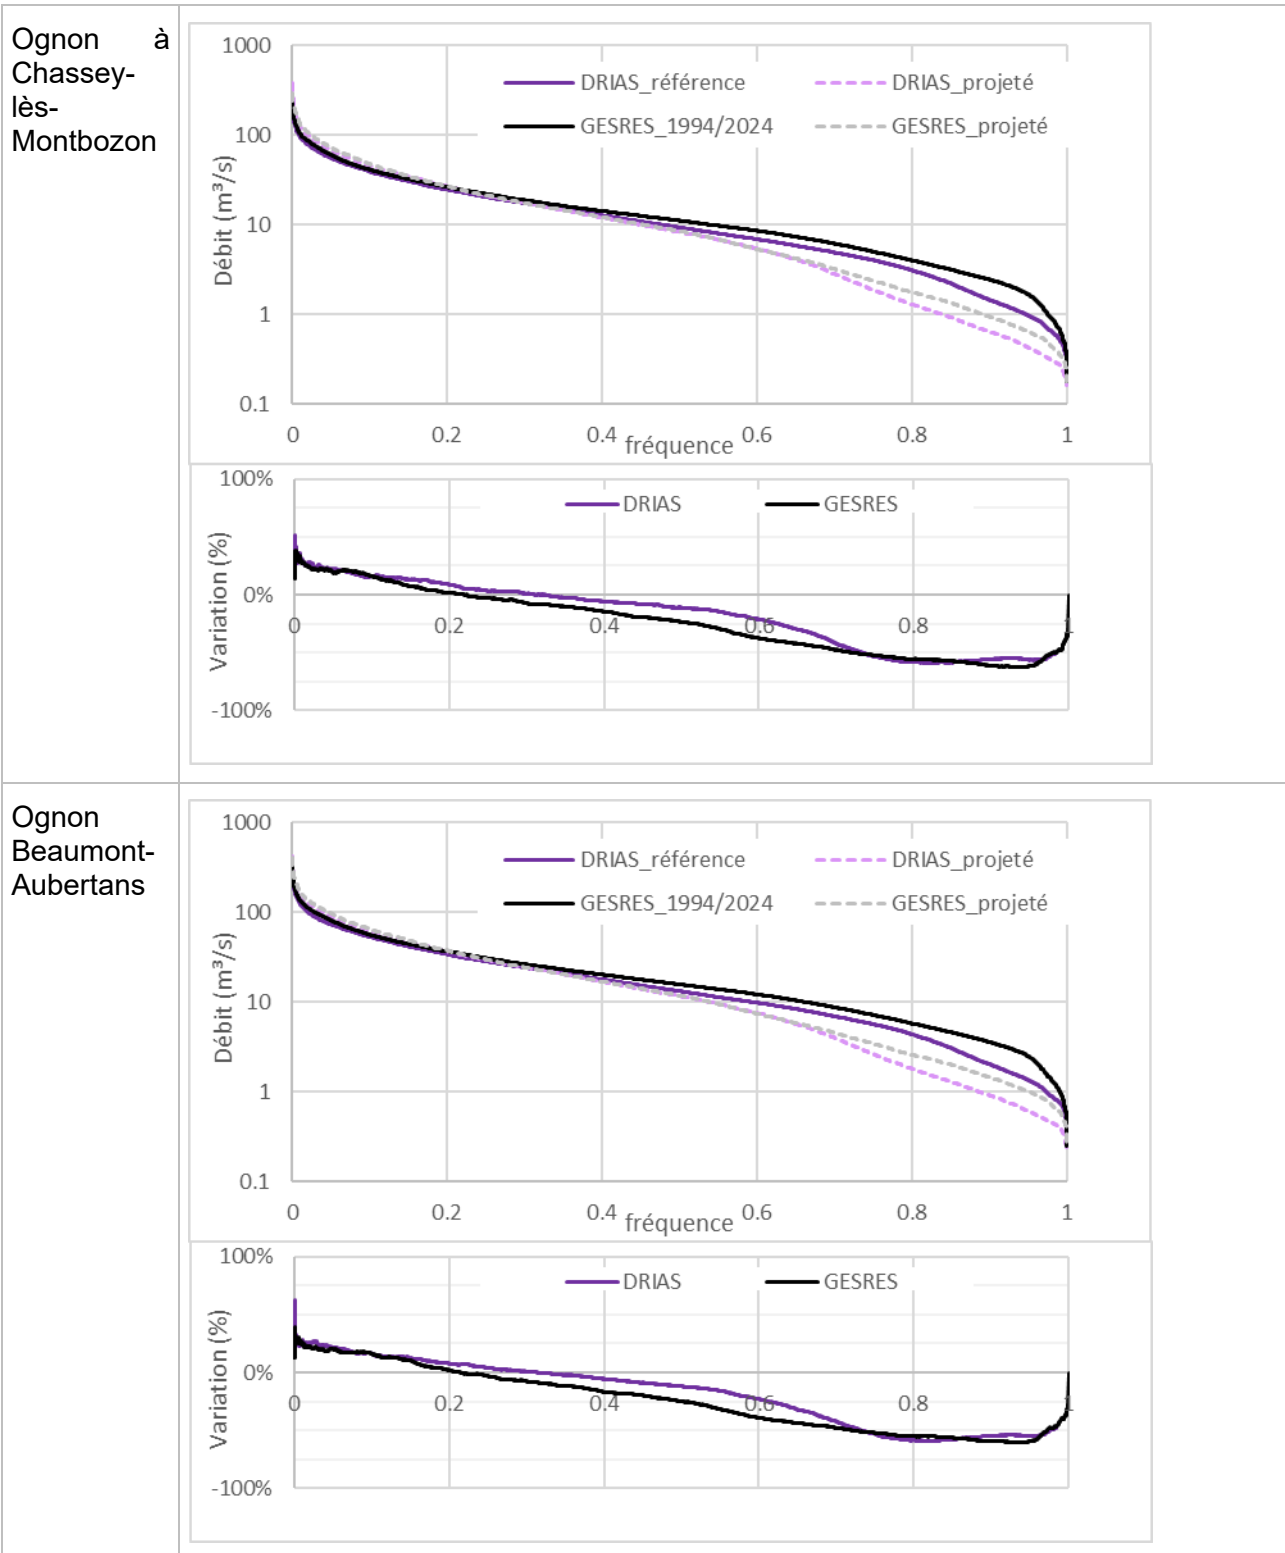 Ognon à
Chassey-
lès-
Montbozon
1000
100
10
1
0.1
Débit (m³/s)
DRIAS_référence
DRIAS_projeté
GESRES_1994/2024
GESRES_projeté
0 0.2 0.4 0.6 0.8 1
fréquence
100%
0%
-100%
Variation (%)
DRIAS
GESRES
0 0.2 0.4 0.6 0.8 1
Ognon
Beaumont-
Aubertans
1000
100
10
1
0.1
Débit (m³/s)
DRIAS_référence
DRIAS_projeté
GESRES_1994/2024
GESRES_projeté
0 0.2 0.4 0.6 0.8 1
fréquence
100%
0%
-100%
Variation (%)
DRIAS
GESRES
0 0.2 0.4 0.6 0.8 1